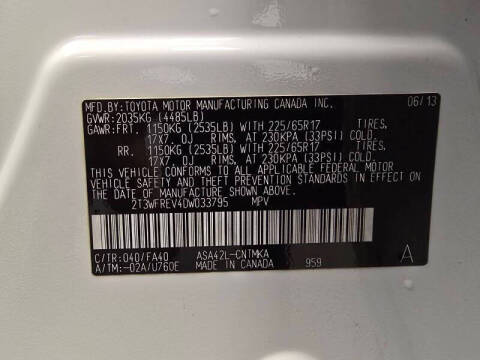 MFD.BY:TOYOTA MOTOR MANUFACTURING CANADA INC. 06/13
GVWR:2035KG (4485LB)
GAWR:FRT. 1150KG (2535LB) WITH 225/65R17 TIRES,
17X7. 0J RIMS, AT 230KPA (33PSI) COLD.
RR. 1150KG (2535LB) WITH 225/65R17 TIRES,
17X7. 0J RIMS, AT 230KPA (33PSI) COLD.
THIS VEHICLE CONFORMS TO ALL APPLICABLE FEDERAL MOTOR
VEHICLE SAFETY AND THEFT PREVENTION STANDARDS IN EFFECT ON
THE DATE OF MANUFACTURE SHOWN ABOVE.
2T3WFREV4DW033795 MPV
C/TR:040/FA40 ASA42L-CNTMKA
A/TM:-02A/U760E MADE IN CANADA 959 A